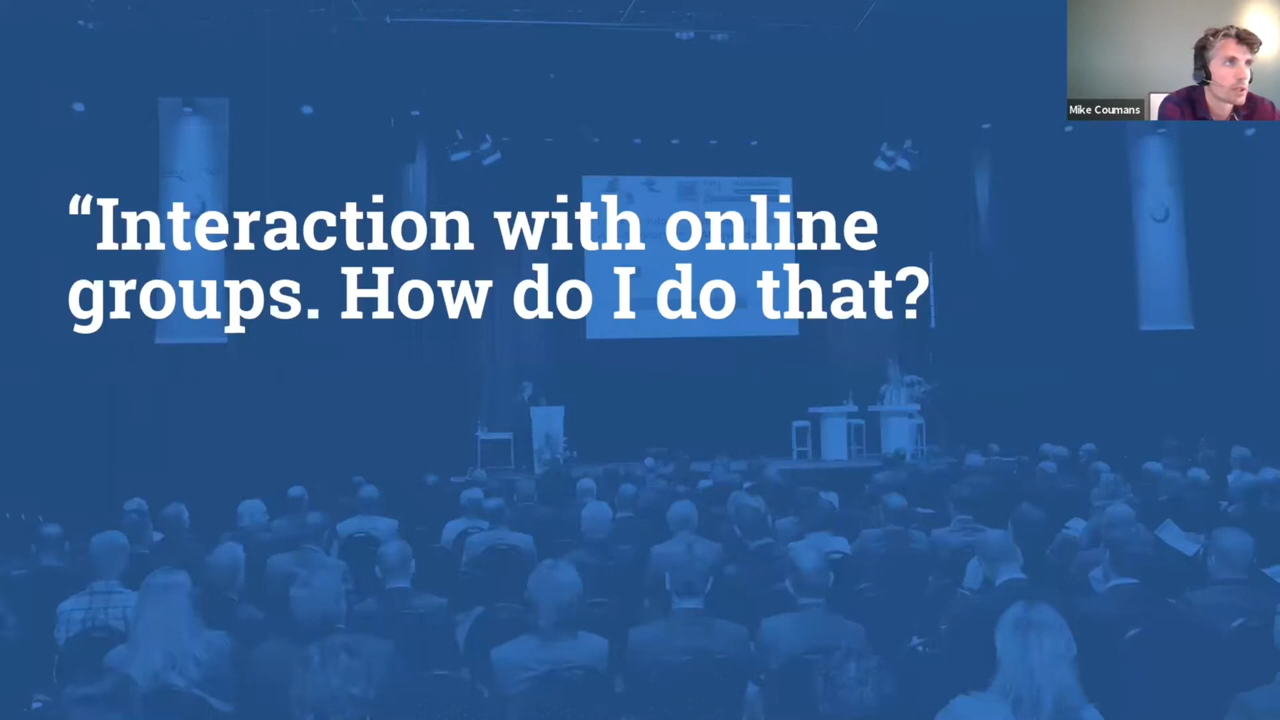 “Interaction with online
groups. How do I do that?
Mike Coumans